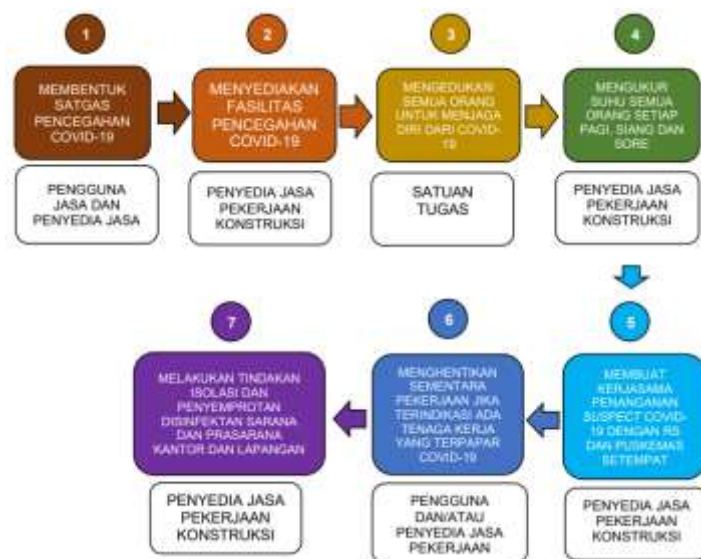 1
MEMBENTUK
SATGAS
PENCEGAHAN
COVID-19
PENGGUNA
JASA DAN
PENYEDIA JASA
2
MENYEDIAKAN
FASILITAS
PENCEGAHAN
COVID-19
PENYEDIA JASA
PEKERJAAN
KONSTRUKSI
3
MENGEDUKASI
SEMUA ORANG
UNTUK MENJAGA
DIRI DARI COVID-
19
SATUAN
TUGAS
4
MENGUKUR
SUHU SEMUA
ORANG SETIAP
PAGI, SIANG DAN
SORE
PENYEDIA JASA
PEKERJAAN
KONSTRUKSI
5
MEMBUAT
KERJASAMA
PENANGANAN
SUSPECT COVID-
19 DENGAN RS
DAN PUSKEMAS
SETEMPAT
PENYEDIA JASA
PEKERJAAN
KONSTRUKSI
6
MENGHENTIKAN
SEMENTARA
PEKERJAAN JIKA
TERINDIKASI ADA
TENAGA KERJA
YANG TERPAPAR
COVID-19
PENGGUNA
DAN/ATAU
PENYEDIA JASA
PEKERJAAN
7
MELAKUKAN TINDAKAN
ISOLASI DAN
PENYEMPROTAN
DISINFEKTAN SARANA
DAN PRASARANA
KANTOR DAN LAPANGAN
PENYEDIA JASA
PEKERJAAN
KONSTRUKSI